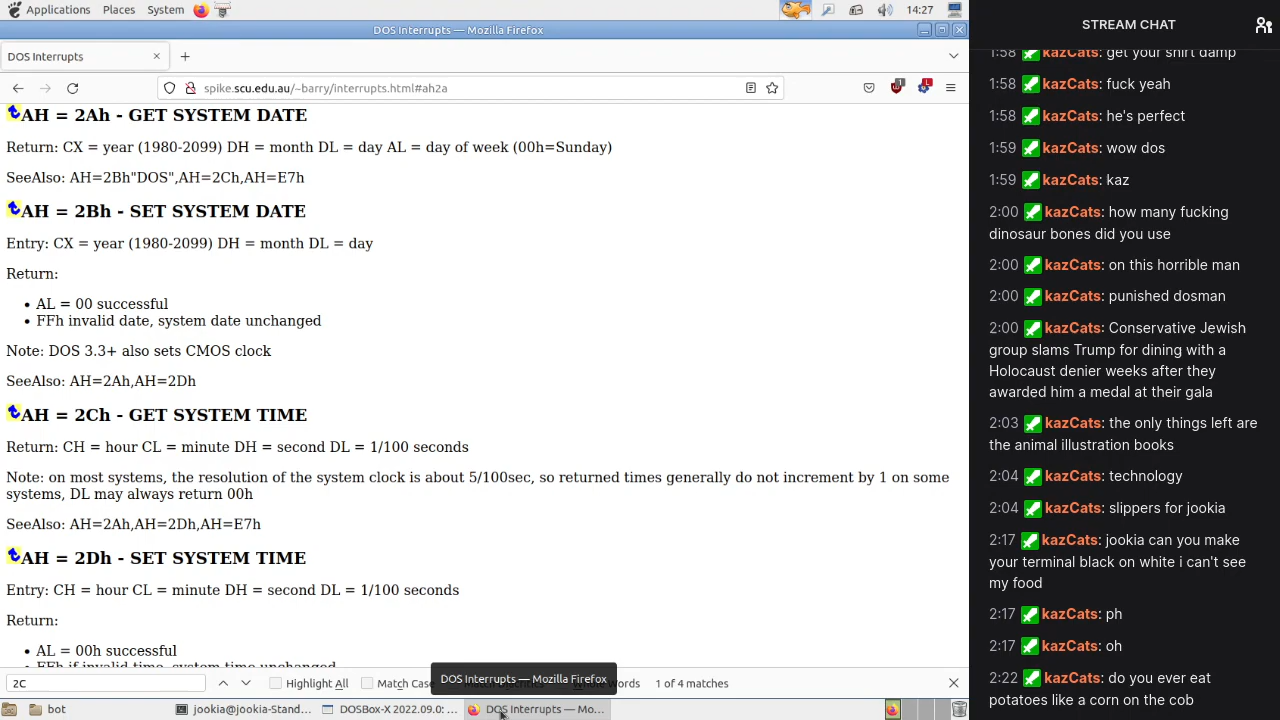 Applications Places System 14:27
DOS Interrupts — Mozilla Firefox
DOS Interrupts
spike.scu.edu.au/~barry/interrupts.html#ah2a
AH = 2Ah - GET SYSTEM DATE
Return: CX = year (1980-2099) DH = month DL = day AL = day of week (00h=Sunday)
SeeAlso: AH=2Bh"DOS",AH=2Ch,AH=E7h
AH = 2Bh - SET SYSTEM DATE
Entry: CX = year (1980-2099) DH = month DL = day
Return:
• AL = 00 successful
• FFh invalid date, system date unchanged
Note: DOS 3.3+ also sets CMOS clock
SeeAlso: AH=2Ah,AH=2Dh
AH = 2Ch - GET SYSTEM TIME
Return: CH = hour CL = minute DH = second DL = 1/100 seconds
Note: on most systems, the resolution of the system clock is about 5/100sec, so returned times generally do not increment by 1 on some
systems, DL may always return 00h
SeeAlso: AH=2Ah,AH=2Dh,AH=E7h
AH = 2Dh - SET SYSTEM TIME
Entry: CH = hour CL = minute DH = second DL = 1/100 seconds
Return:
• AL = 00h successful
• FFh if invalid time, system time unchanged
DOS Interrupts — Mozilla Firefox
2C Highlight All Match Case Words 1 of 4 matches
bot jookia@jookia-Stand... DOSBox-X 2022.09.0: ... DOS Interrupts — Mo...
STREAM CHAT
1:58 kazCats: get your shirt damp
1:58 kazCats: fuck yeah
1:58 kazCats: he's perfect
1:59 kazCats: wow dos
1:59 kazCats: kaz
2:00 kazCats: how many fucking
dinosaur bones did you use
2:00 kazCats: on this horrible man
2:00 kazCats: punished dosman
2:00 kazCats: Conservative Jewish
group slams Trump for dining with a
Holocaust denier weeks after they
awarded him a medal at their gala
2:03 kazCats: the only things left are
the animal illustration books
2:04 kazCats: technology
2:04 kazCats: slippers for jookia
2:17 kazCats: jookia can you make
your terminal black on white i can't see
my food
2:17 kazCats: ph
2:17 kazCats: oh
2:22 kazCats: do you ever eat
potatoes like a corn on the cob